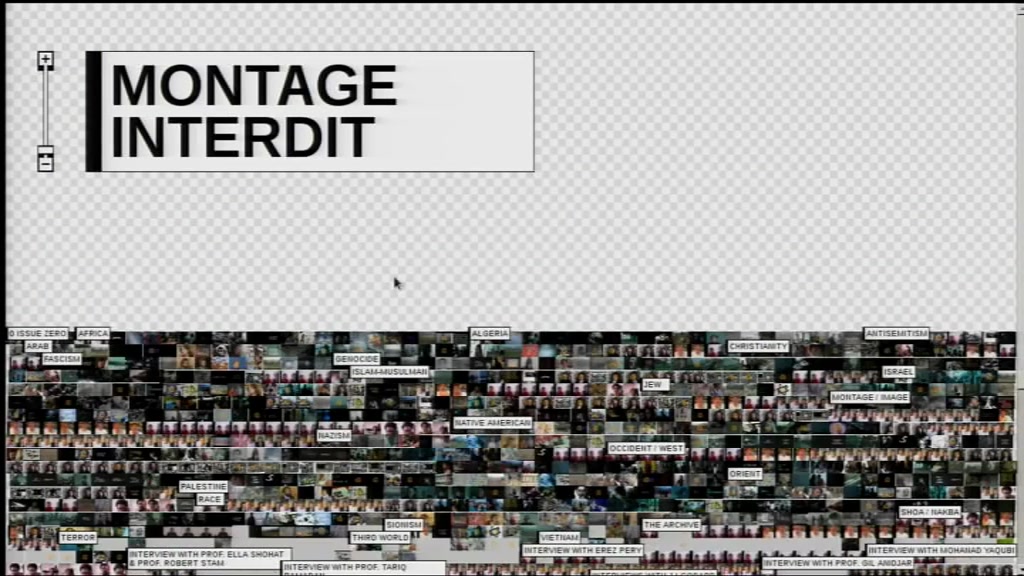 +
MONTAGE
INTERDIT
−
0 ISSUE ZERO AFRICA ALGERIA ANTISEMITISM
ARAB CHRISTIANITY
FASCISM GENOCIDE
ISLAM-MUSULMAN ISRAEL
JEW
MONTAGE / IMAGE
NATIVE AMERICAN
NAZISM
OCCIDENT / WEST
ORIENT
PALESTINE
RACE
SHOA / NAKBA
SIONISM THE ARCHIVE
TERROR THIRD WORLD VIETNAM
INTERVIEW WITH EREZ PERY INTERVIEW WITH MOHANAD YAQUBI
INTERVIEW WITH PROF. ELLA SHOHAT
& PROF. ROBERT STAM INTERVIEW WITH PROF. GIL ANIDJAR
INTERVIEW WITH PROF. TARIQ